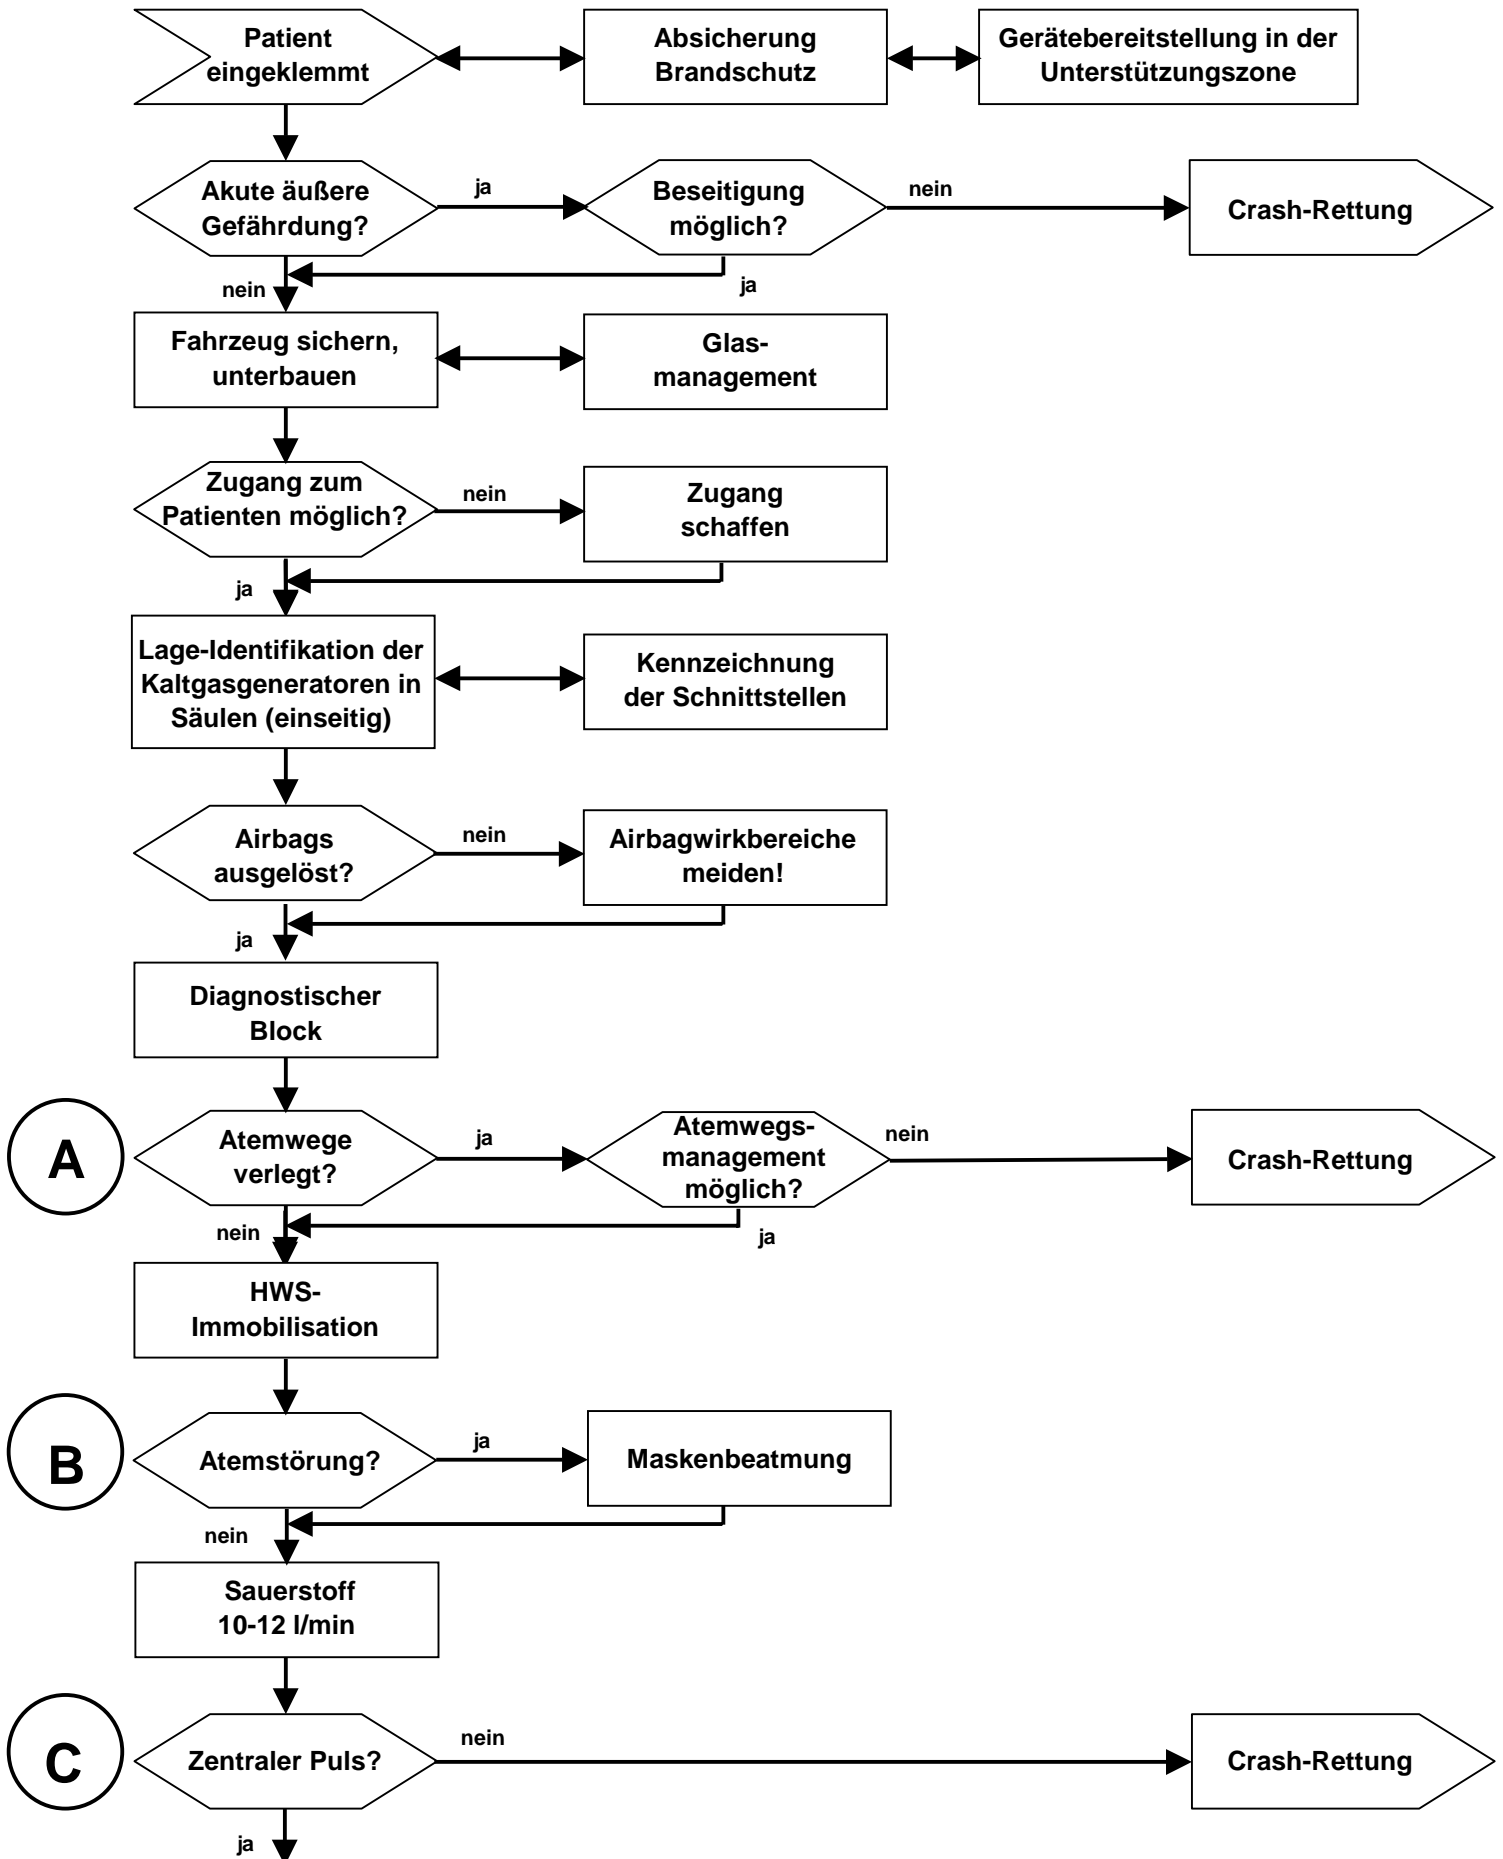 Patient
eingeklemmt
Absicherung
Brandschutz
Gerätebereitstellung in der
Unterstützungszone
Akute äußere
Gefährdung?
ja
Beseitigung
möglich?
nein
Crash-Rettung
nein
ja
Fahrzeug sichern,
unterbauen
Glas-
management
Zugang zum
Patienten möglich?
nein
Zugang
schaffen
ja
Lage-Identifikation der
Kaltgasgeneratoren in
Säulen (einseitig)
Kennzeichnung
der Schnittstellen
Airbags
ausgelöst?
nein
Airbagwirkbereiche
meiden!
ja
Diagnostischer
Block
A
Atemwege
verlegt?
ja
Atemwegs-
management
möglich?
nein
Crash-Rettung
nein
ja
HWS-
Immobilisation
B
Atemstörung?
ja
Maskenbeatmung
nein
Sauerstoff
10-12 l/min
C
Zentraler Puls?
nein
Crash-Rettung
ja